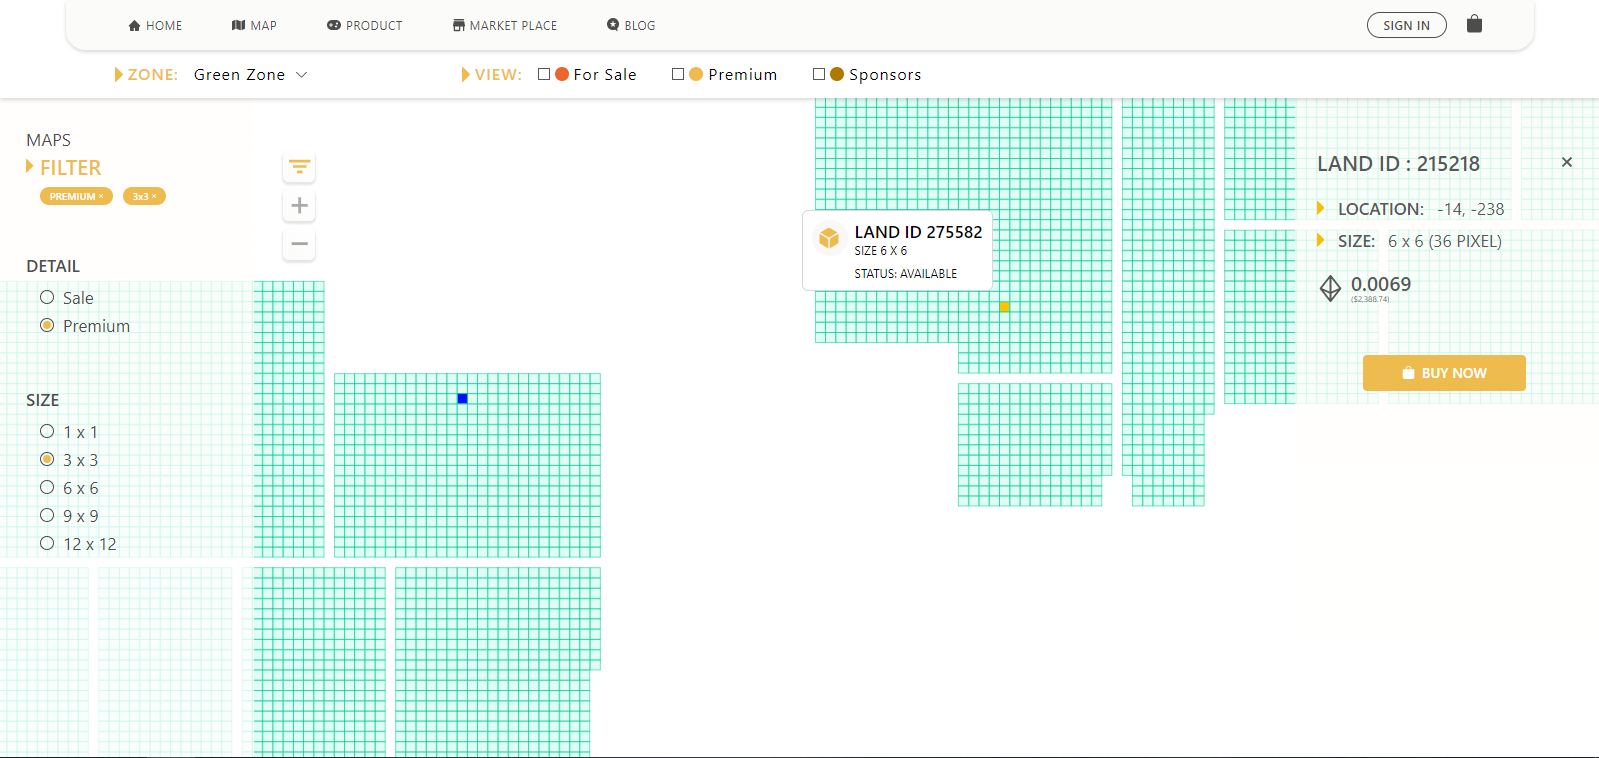 HOME MAP PRODUCT MARKET PLACE BLOG SIGN IN
ZONE: Green Zone VIEW: For Sale Premium Sponsors
MAPS
FILTER
PREMIUM × 3x3 ×
DETAIL
Sale
Premium
SIZE
1 x 1
3 x 3
6 x 6
9 x 9
12 x 12
LAND ID 275582
SIZE 6 X 6
STATUS: AVAILABLE
LAND ID : 215218 ×
LOCATION: -14, -238
SIZE: 6 x 6 (36 PIXEL)
0.0069
($2,388.74)
BUY NOW